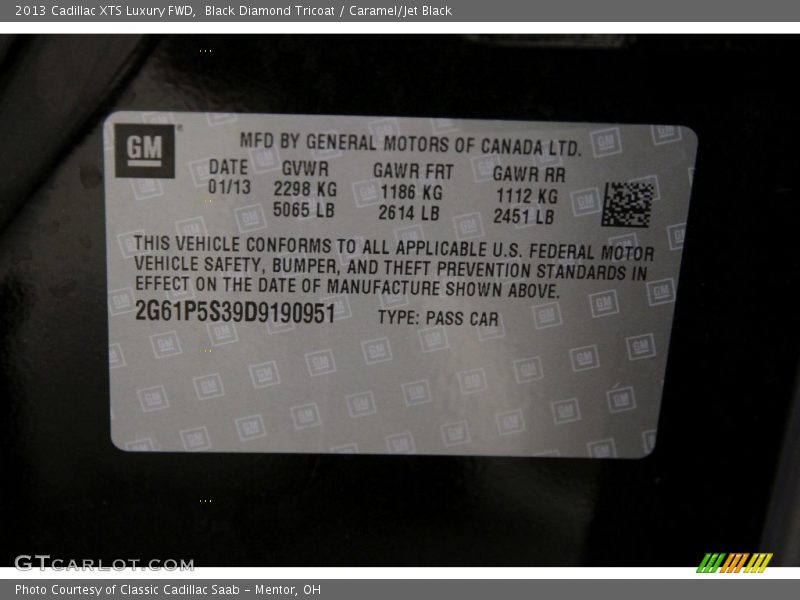 2013 Cadillac XTS Luxury FWD, Black Diamond Tricoat / Caramel/Jet Black
GM
MFD BY GENERAL MOTORS OF CANADA LTD.
DATE GVWR GAWR FRT GAWR RR
01/13 2298 KG 1186 KG 1112 KG
5065 LB 2614 LB 2451 LB
THIS VEHICLE CONFORMS TO ALL APPLICABLE U.S. FEDERAL MOTOR
VEHICLE SAFETY, BUMPER, AND THEFT PREVENTION STANDARDS IN
EFFECT ON THE DATE OF MANUFACTURE SHOWN ABOVE.
2G61P5S39D9190951 TYPE: PASS CAR
GTCARLOT.COM
Photo Courtesy of Classic Cadillac Saab - Mentor, OH